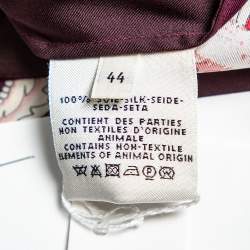 44
100% SOIE-SILK-SEIDE-
SEDA-SETA
CONTIENT DES PARTIES
NON TEXTILES D'ORIGINE
ANIMALE
CONTAINS NON-TEXTILE
ELEMENTS OF ANIMAL ORIGIN